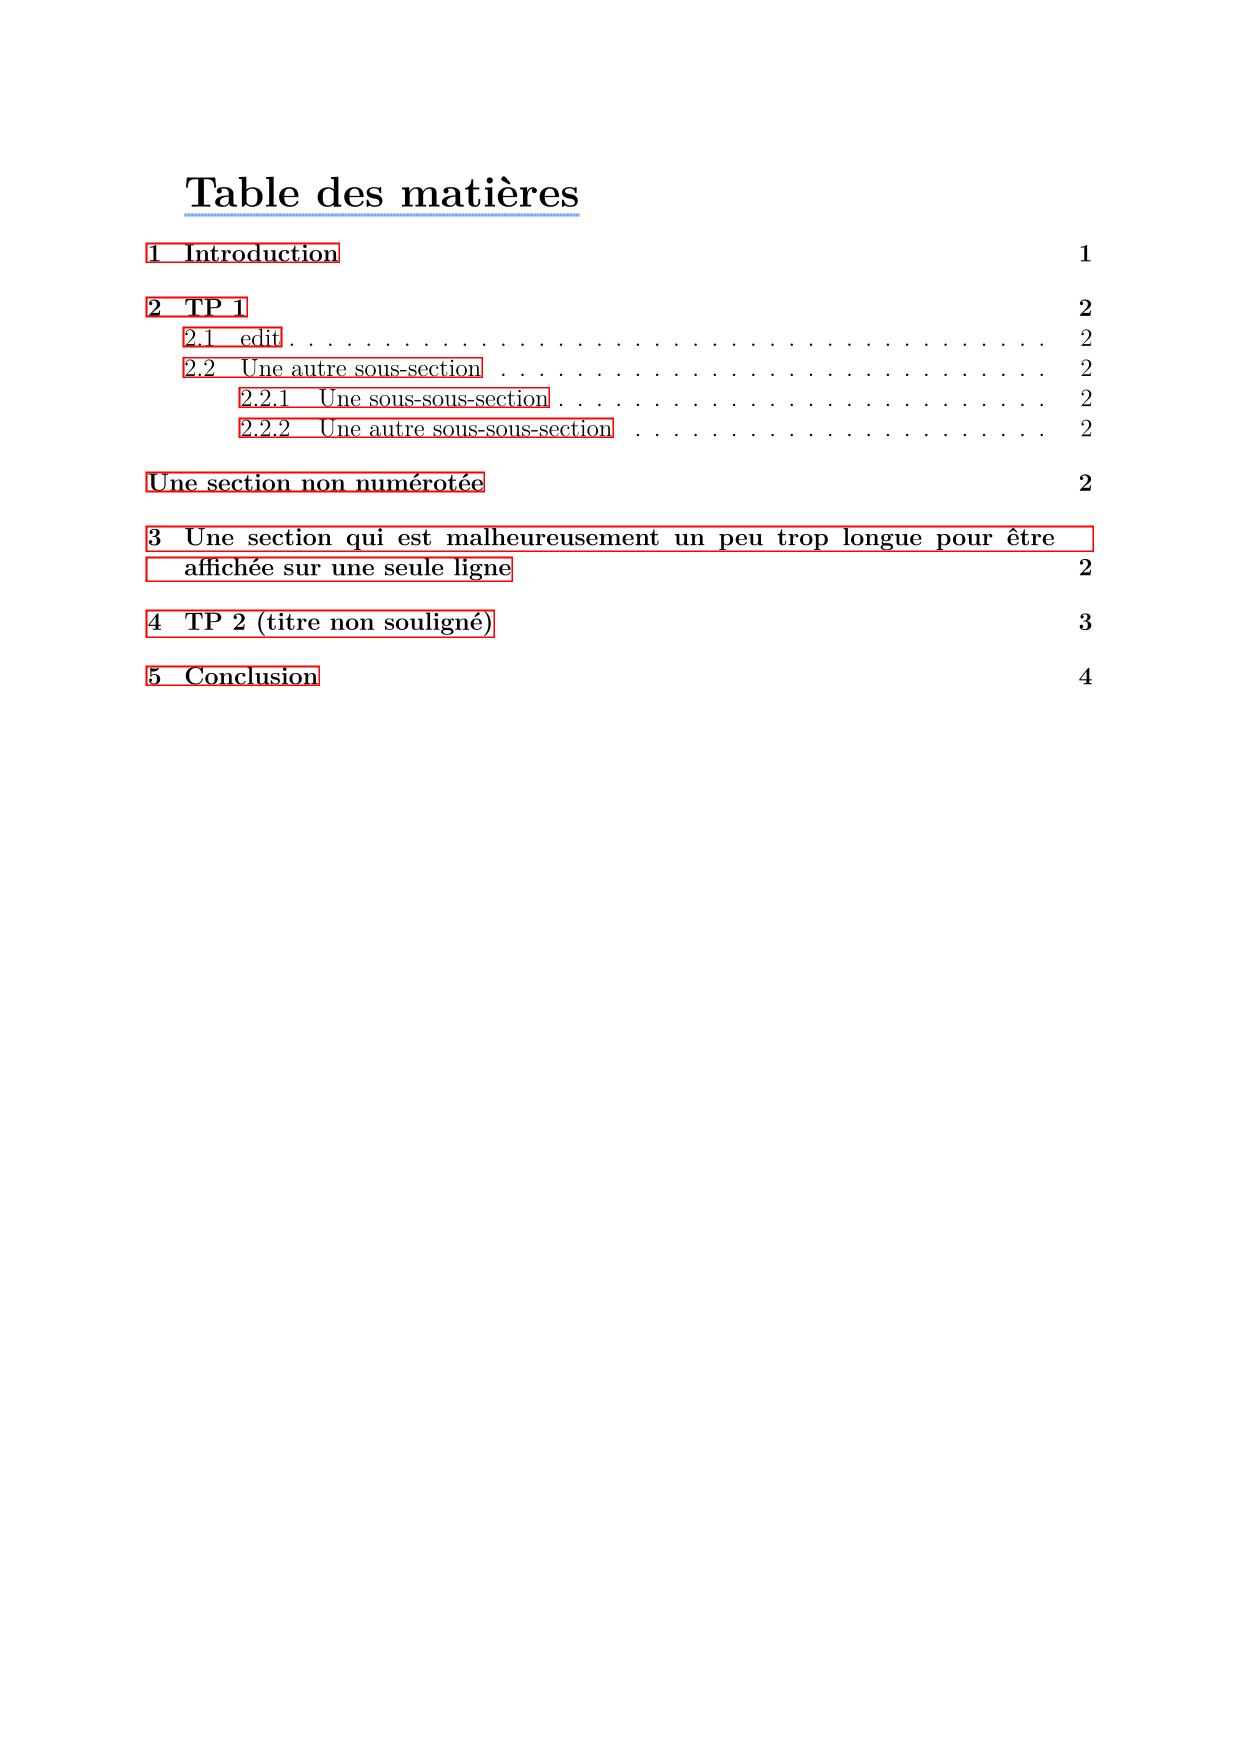 Table des matières
1 Introduction 1
2 TP 1 2
2.1 edit . . . . . . . . . . . . . . . . . . . . . . . . . . . . . . . . . . . . . . . . 2
2.2 Une autre sous-section . . . . . . . . . . . . . . . . . . . . . . . . . . . . . 2
2.2.1 Une sous-sous-section . . . . . . . . . . . . . . . . . . . . . . . . . . 2
2.2.2 Une autre sous-sous-section . . . . . . . . . . . . . . . . . . . . . . 2
Une section non numérotée 2
3 Une section qui est malheureusement un peu trop longue pour être
affichée sur une seule ligne 2
4 TP 2 (titre non souligné) 3
5 Conclusion 4